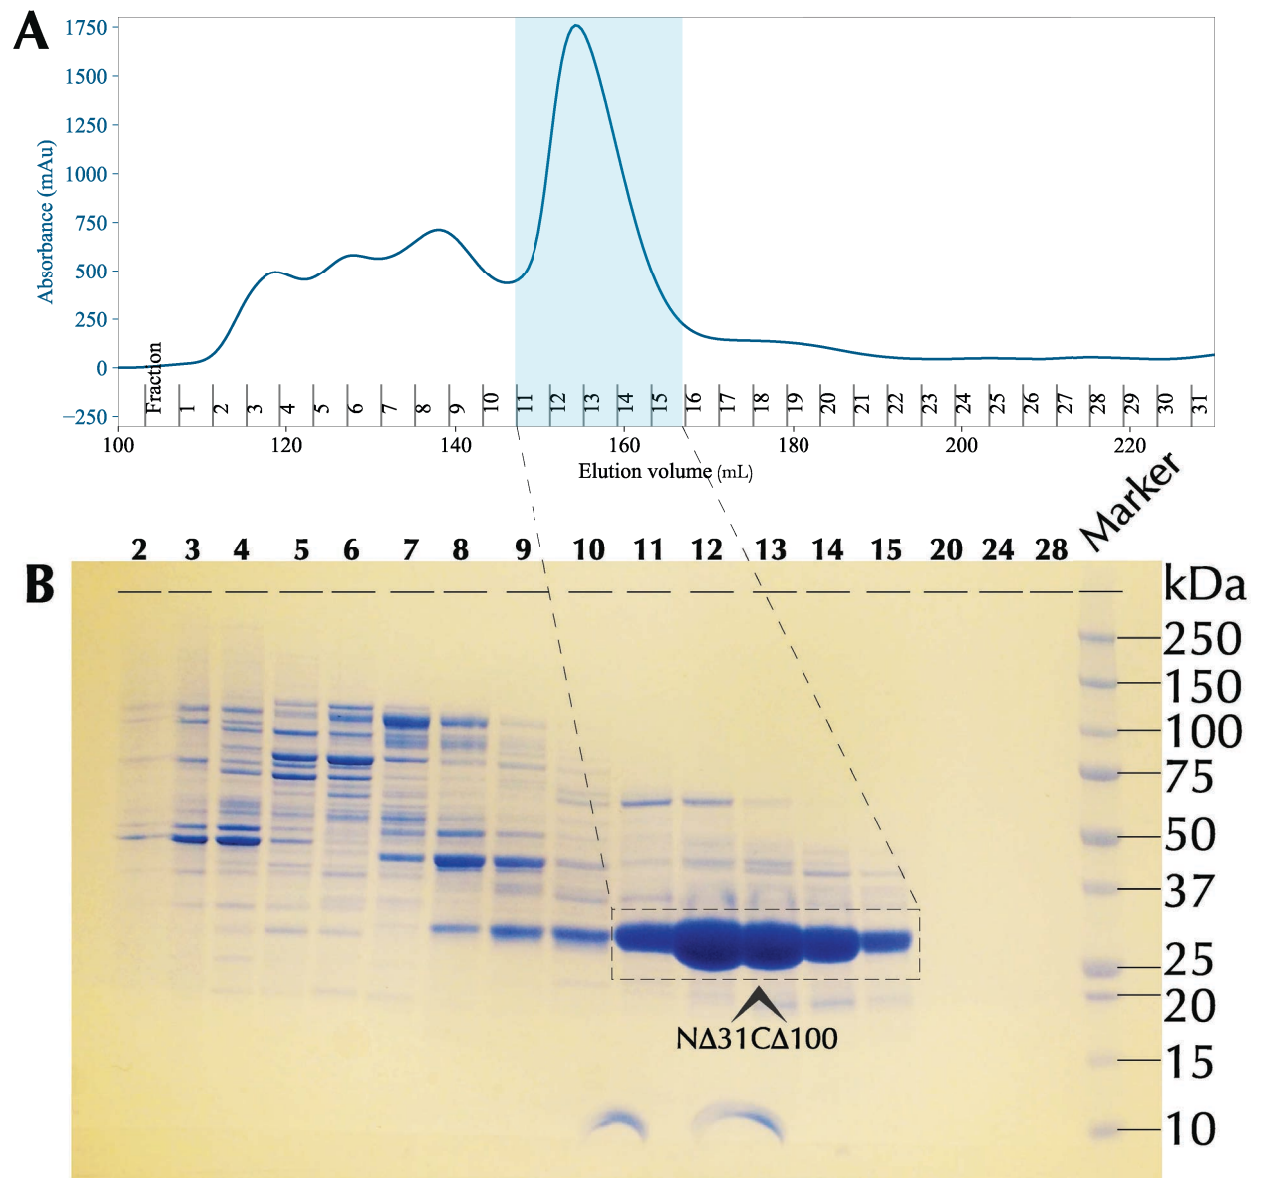 A
Absorbance (mAu)
1750
1500
1250
1000
750
500
250
0
−250
Fraction 1 2 3 4 5 6 7 8 9 10 11 12 13 14 15 16 17 18 19 20 21 22 23 24 25 26 27 28 29 30 31
100 120 140 160 180 200 220
Elution volume (mL)
2 3 4 5 6 7 8 9 10 11 12 13 14 15 20 24 28 Marker
B
kDa
250
150
100
75
50
37
25
20
15
10
NΔ31CΔ100